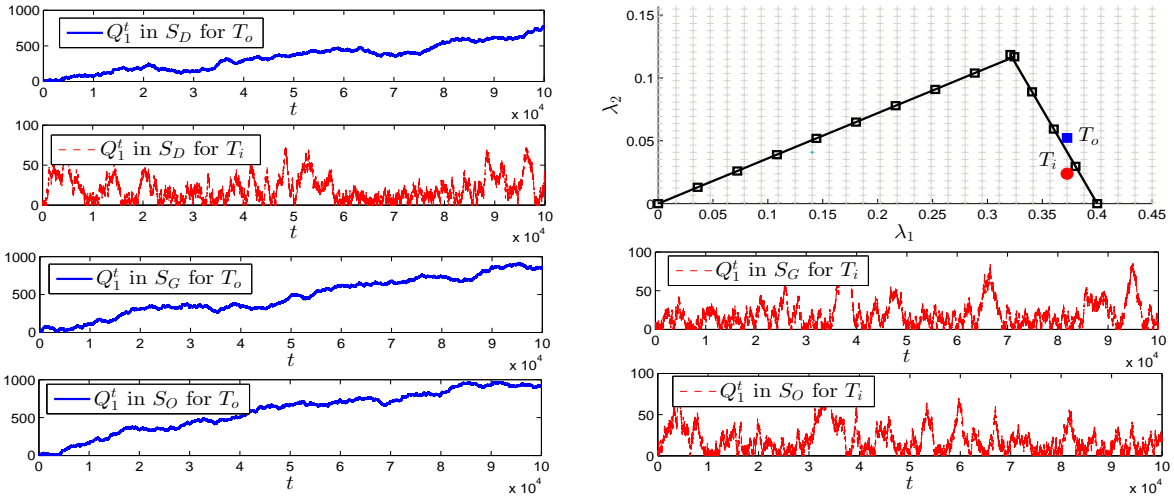 1000
500
0
Q_1^t in S_D for T_o
0 1 2 3 4 5 6 7 8 9 10
t
x 10^4
100
50
0
Q_1^t in S_D for T_i
0 1 2 3 4 5 6 7 8 9 10
t
x 10^4
1000
500
0
Q_1^t in S_G for T_o
0 1 2 3 4 5 6 7 8 9 10
t
x 10^4
1000
500
0
Q_1^t in S_O for T_o
0 1 2 3 4 5 6 7 8 9 10
t
x 10^4
0.15
0.1
0.05
0
λ_2
T_o
T_i
0.05 0.1 0.15 0.2 0.25 0.3 0.35 0.4 0.45
λ_1
100
50
0
Q_1^t in S_G for T_i
0 1 2 3 4 5 6 7 8 9 10
t
x 10^4
100
50
0
Q_1^t in S_O for T_i
0 1 2 3 4 5 6 7 8 9 10
t
x 10^4